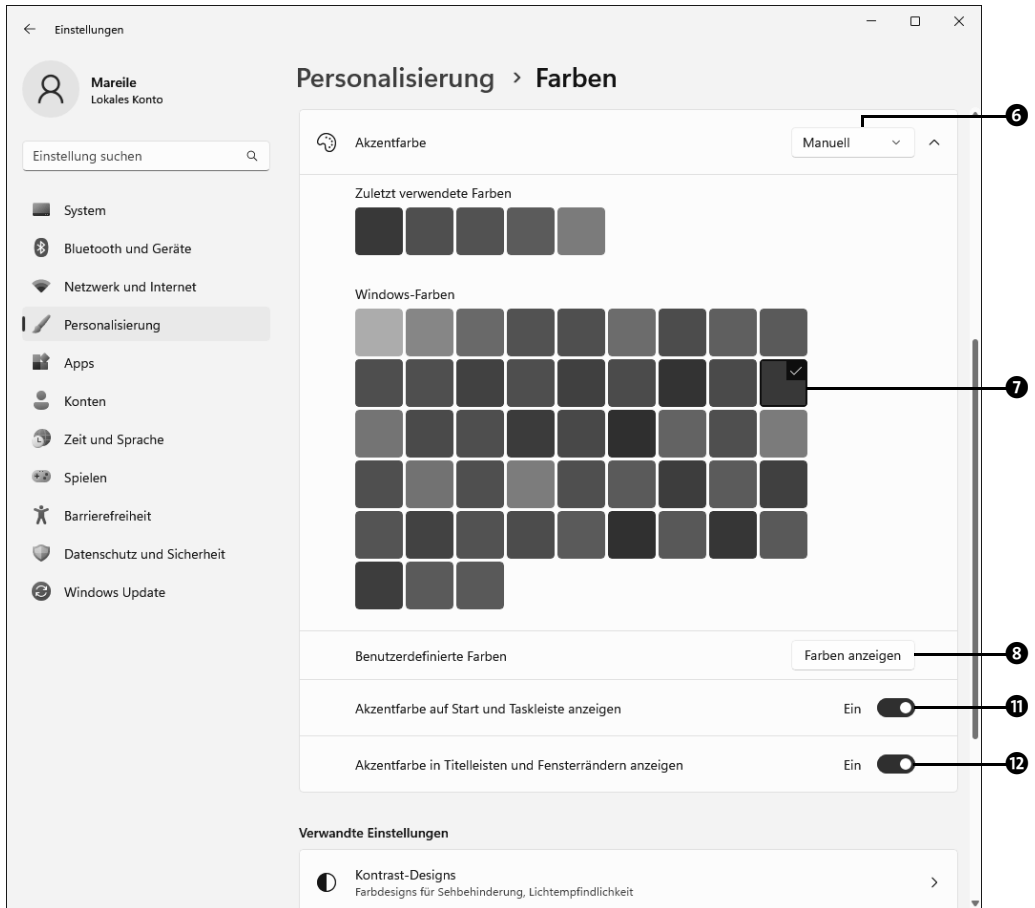 Einstellungen
Mareile
Lokales Konto
Einstellung suchen
System
Bluetooth und Geräte
Netzwerk und Internet
Personalisierung
Apps
Konten
Zeit und Sprache
Spielen
Barrierefreiheit
Datenschutz und Sicherheit
Windows Update
Personalisierung > Farben
Akzentfarbe Manuell 6
Zuletzt verwendete Farben
Windows-Farben
7
Benutzerdefinierte Farben Farben anzeigen 8
Akzentfarbe auf Start und Taskleiste anzeigen Ein 11
Akzentfarbe in Titelleisten und Fensterrändern anzeigen Ein 12
Verwandte Einstellungen
Kontrast-Designs
Farbdesigns für Sehbehinderung, Lichtempfindlichkeit